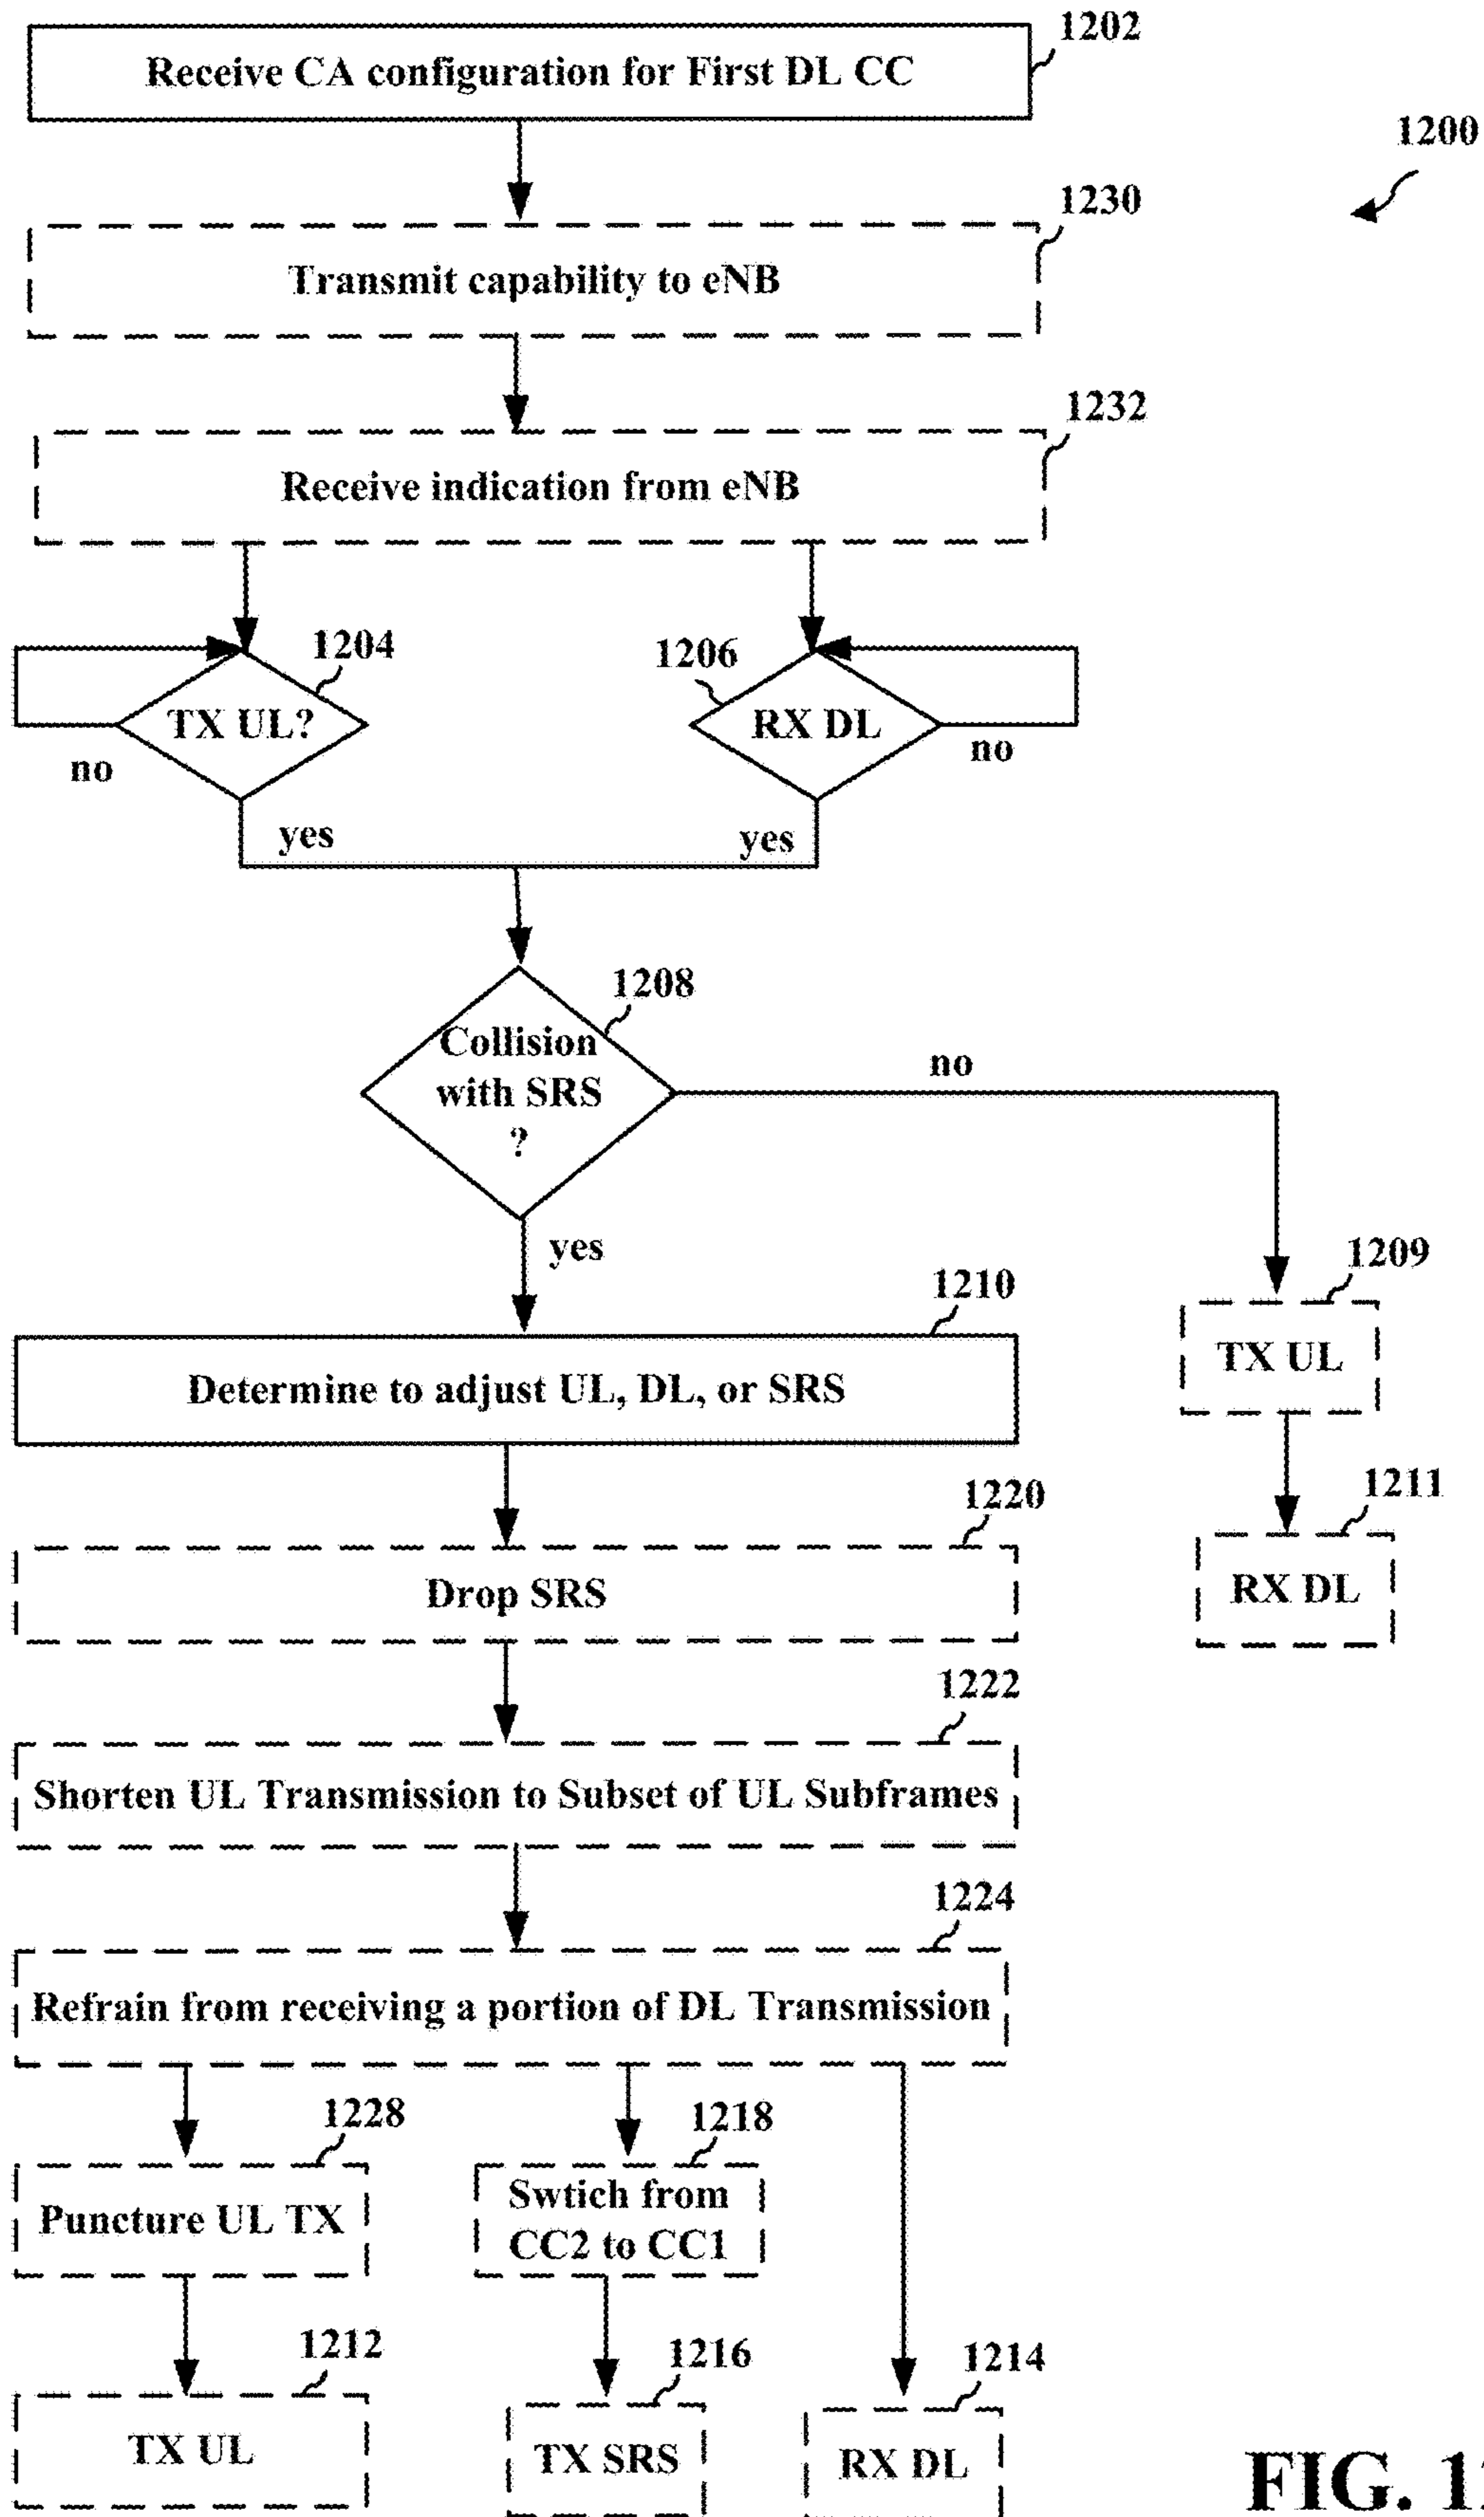 1202
Receive CA configuration for First DL CC
1200
1230
Transmit capability to eNB
1232
Receive indication from eNB
1204
1206
TX UL?
RX DL
no
no
yes
yes
1208
Collision
with SRS
?
no
yes
1209
TX UL
1210
Determine to adjust UL, DL, or SRS
1211
RX DL
1220
Drop SRS
1222
Shorten UL Transmission to Subset of UL Subframes
1224
Refrain from receiving a portion of DL Transmission
1228
1218
Puncture UL TX
Swtich from
CC2 to CC1
1212
1216
1214
TX UL
TX SRS
RX DL
FIG.